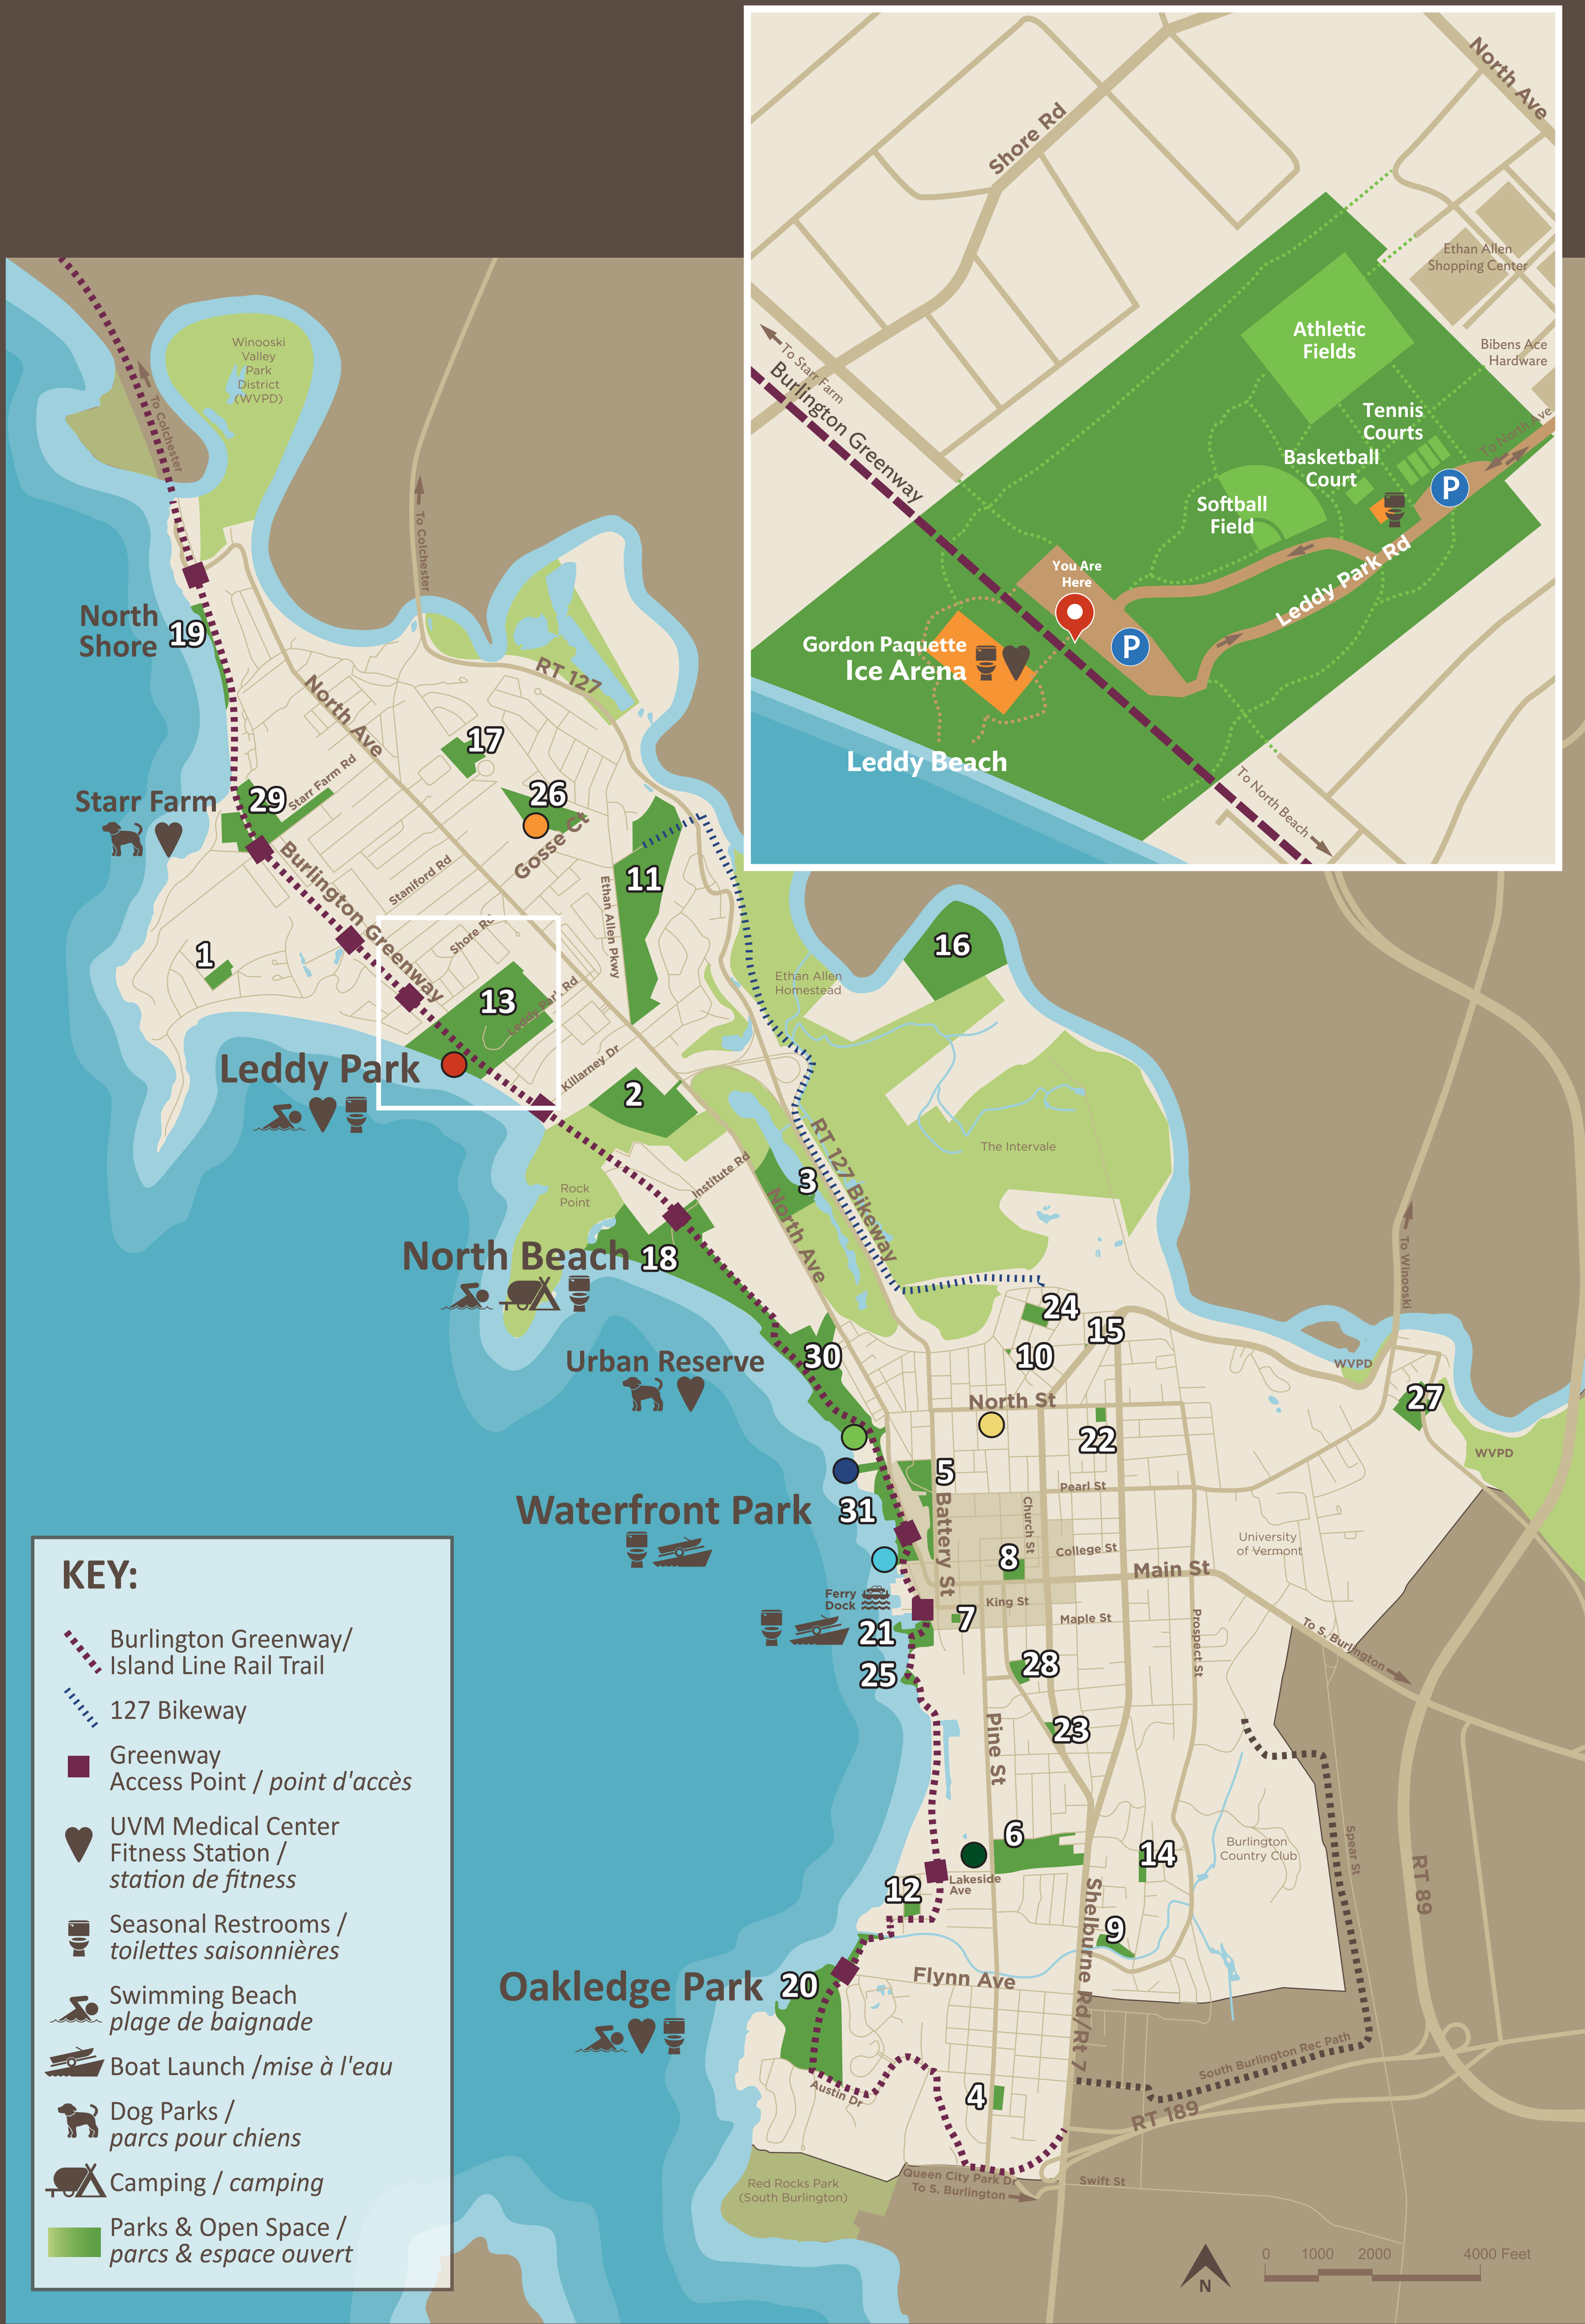 North Ave
Shore Rd
Ethan Allen
Shopping Center
Athletic
Fields
Bibens Ace
Hardware
To Starr Farm
Burlington Greenway
Tennis
Courts
To North Ave
Basketball
Court
P
Softball
Field
Leddy Park Rd
You Are
Here
P
Gordon Paquette
Ice Arena
Leddy Beach
To North Beach
Winooski
Valley
Park
District
(WVPD)
To Colchester
To Colchester
North
Shore
19
RT 127
North Ave
17
26
Gosse Ct
Starr Farm
29
Starr Farm Rd
Burlington Greenway
Staniford Rd
Ethan Allen Pkwy
11
1
Shore Rd
13
Leddy Park Rd
16
Ethan Allen
Homestead
Leddy Park
Killarney Dr
2
The Intervale
RT 127 Bikeway
3
Institute Rd
North Ave
Rock
Point
North Beach
18
To Winooski
24
15
10
30
Urban Reserve
WVPD
27
North St
22
WVPD
5
Pearl St
Waterfront Park
31
Battery St
Church St
College St
University
of Vermont
8
Main St
Ferry
Dock
King St
7
Maple St
21
Prospect St
To S. Burlington
25
28
23
Pine St
6
14
Burlington
Country Club
Spear St
RT 89
Lakeside
Ave
12
Shelburne Rd/Rt 7
9
Oakledge Park
20
Flynn Ave
South Burlington Rec Path
Austin Dr
4
RT 189
Red Rocks Park
(South Burlington)
Queen City Park Dr
To S. Burlington
Swift St
N
0 1000 2000 4000 Feet
KEY:
Burlington Greenway/
Island Line Rail Trail
127 Bikeway
Greenway
Access Point / point d'accès
UVM Medical Center
Fitness Station /
station de fitness
Seasonal Restrooms /
toilettes saisonnières
Swimming Beach
plage de baignade
Boat Launch /mise à l'eau
Dog Parks /
parcs pour chiens
Camping / camping
Parks & Open Space /
parcs & espace ouvert